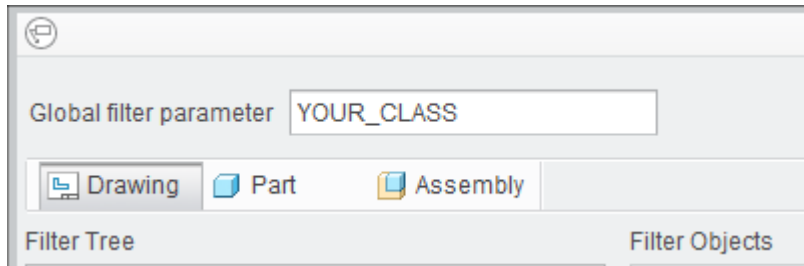 Global filter parameter YOUR_CLASS
Drawing Part Assembly
Filter Tree Filter Objects